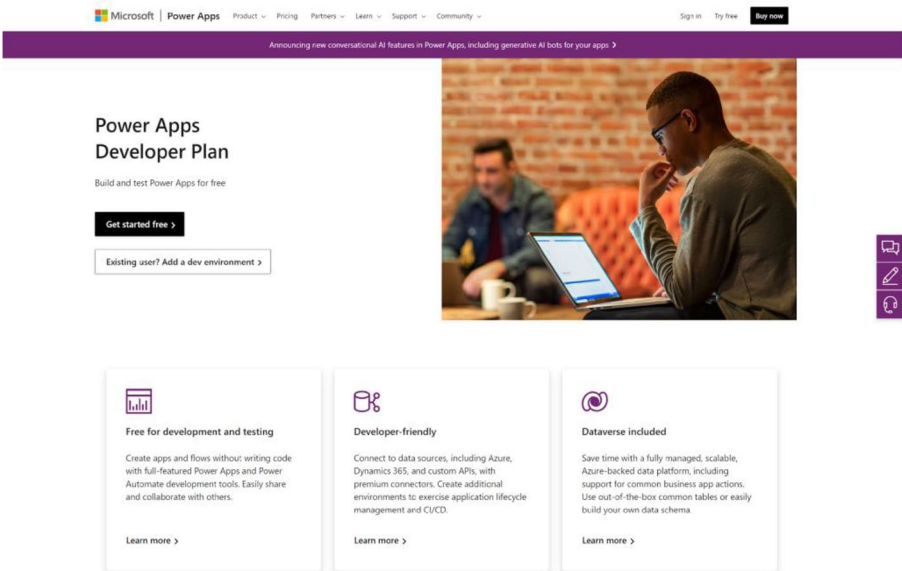 Microsoft | Power Apps Product Pricing Partners Learn Support Community Sign in Try free Buy now
Announcing new conversational AI features in Power Apps, including generative AI bots for your apps >
Power Apps
Developer Plan
Build and test Power Apps for free
Get started free >
Existing user? Add a dev environment >
Free for development and testing
Create apps and flows without writing code
with full-featured Power Apps and Power
Automate development tools. Easily share
and collaborate with others.
Learn more >
Developer-friendly
Connect to data sources, including Azure,
Dynamics 365, and custom APIs, with
premium connectors. Create additional
environments to exercise application lifecycle
management and CI/CD.
Learn more >
Dataverse included
Save time with a fully managed, scalable,
Azure-backed data platform, including
support for common business app actions.
Use out-of-the-box common tables or easily
build your own data schema.
Learn more >